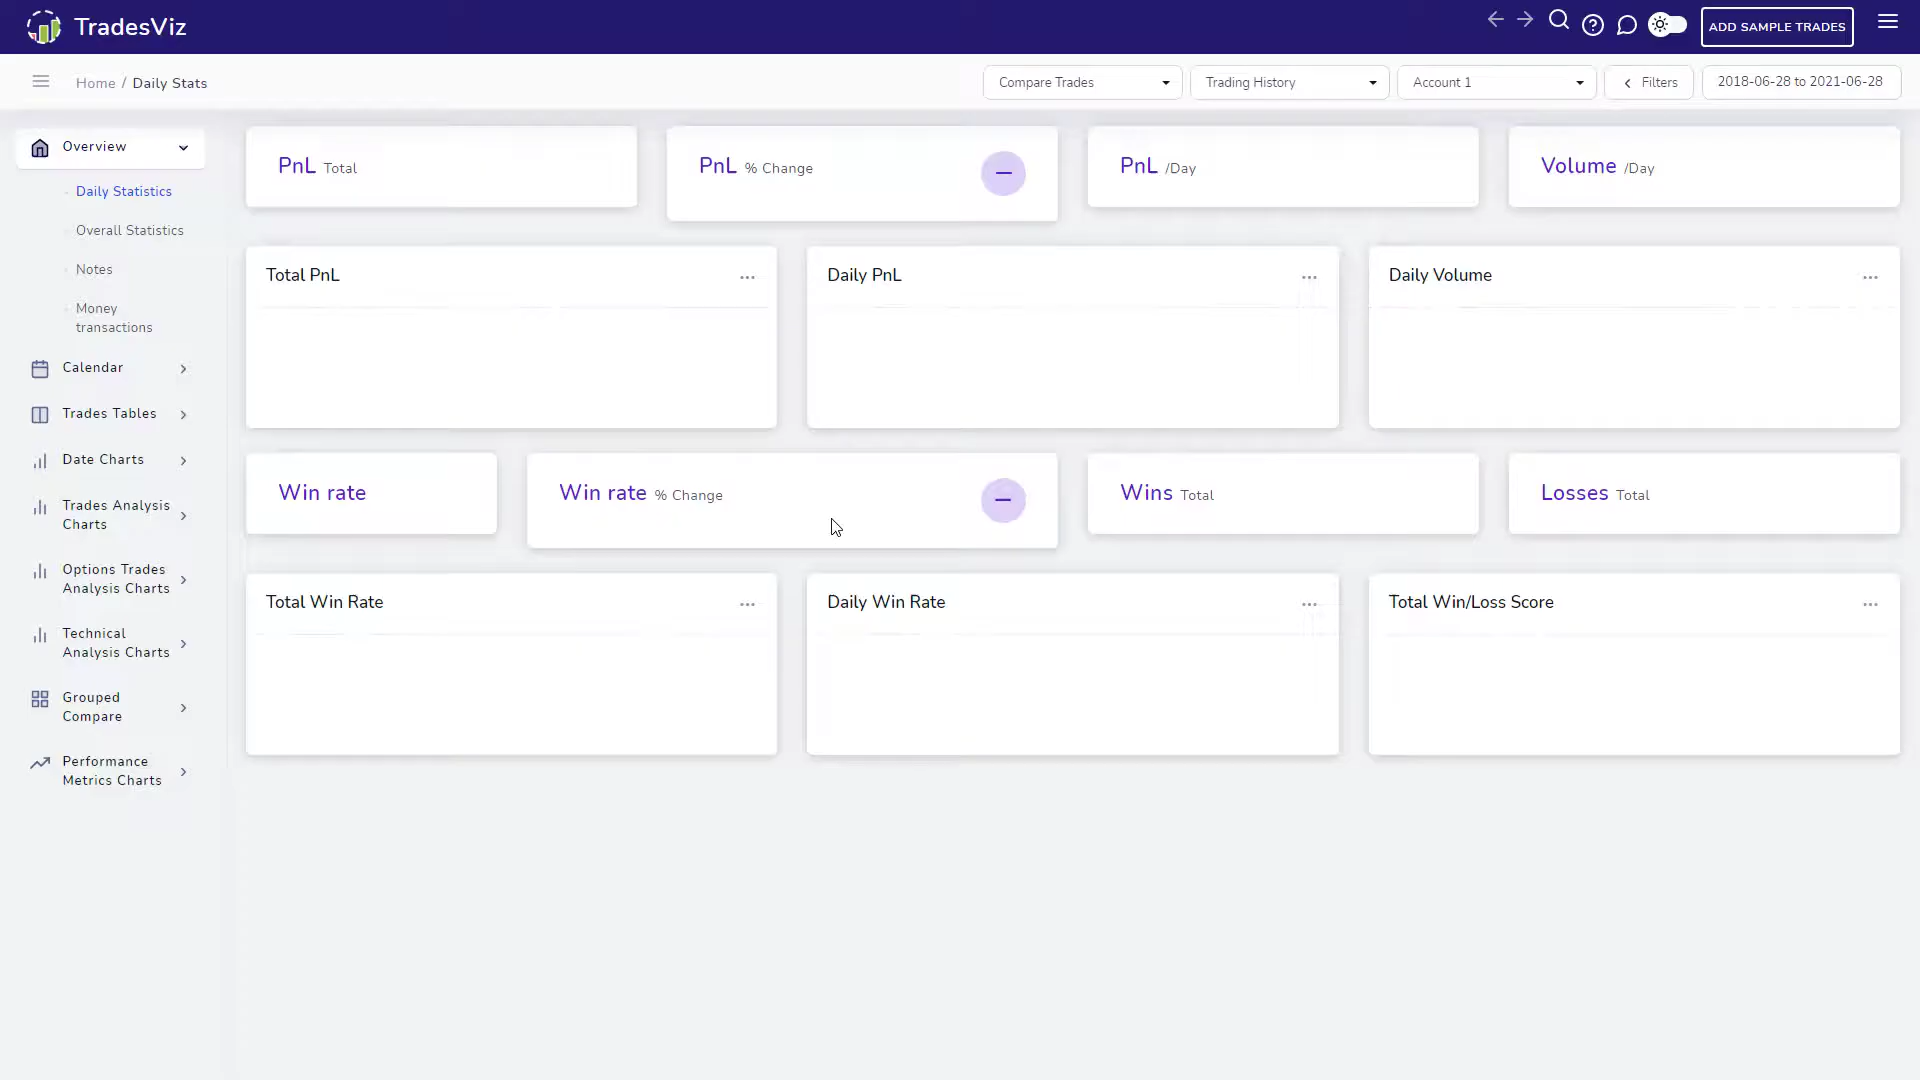 TradesViz
ADD SAMPLE TRADES
Home / Daily Stats
Compare Trades
Trading History
Account 1
Filters
2018-06-28 to 2021-06-28
Overview
Daily Statistics
Overall Statistics
Notes
Money
transactions
Calendar
Trades Tables
Date Charts
Trades Analysis
Charts
Options Trades
Analysis Charts
Technical
Analysis Charts
Grouped
Compare
Performance
Metrics Charts
PnL Total
PnL % Change
PnL /Day
Volume /Day
Total PnL
Daily PnL
Daily Volume
Win rate
Win rate % Change
Wins Total
Losses Total
Total Win Rate
Daily Win Rate
Total Win/Loss Score